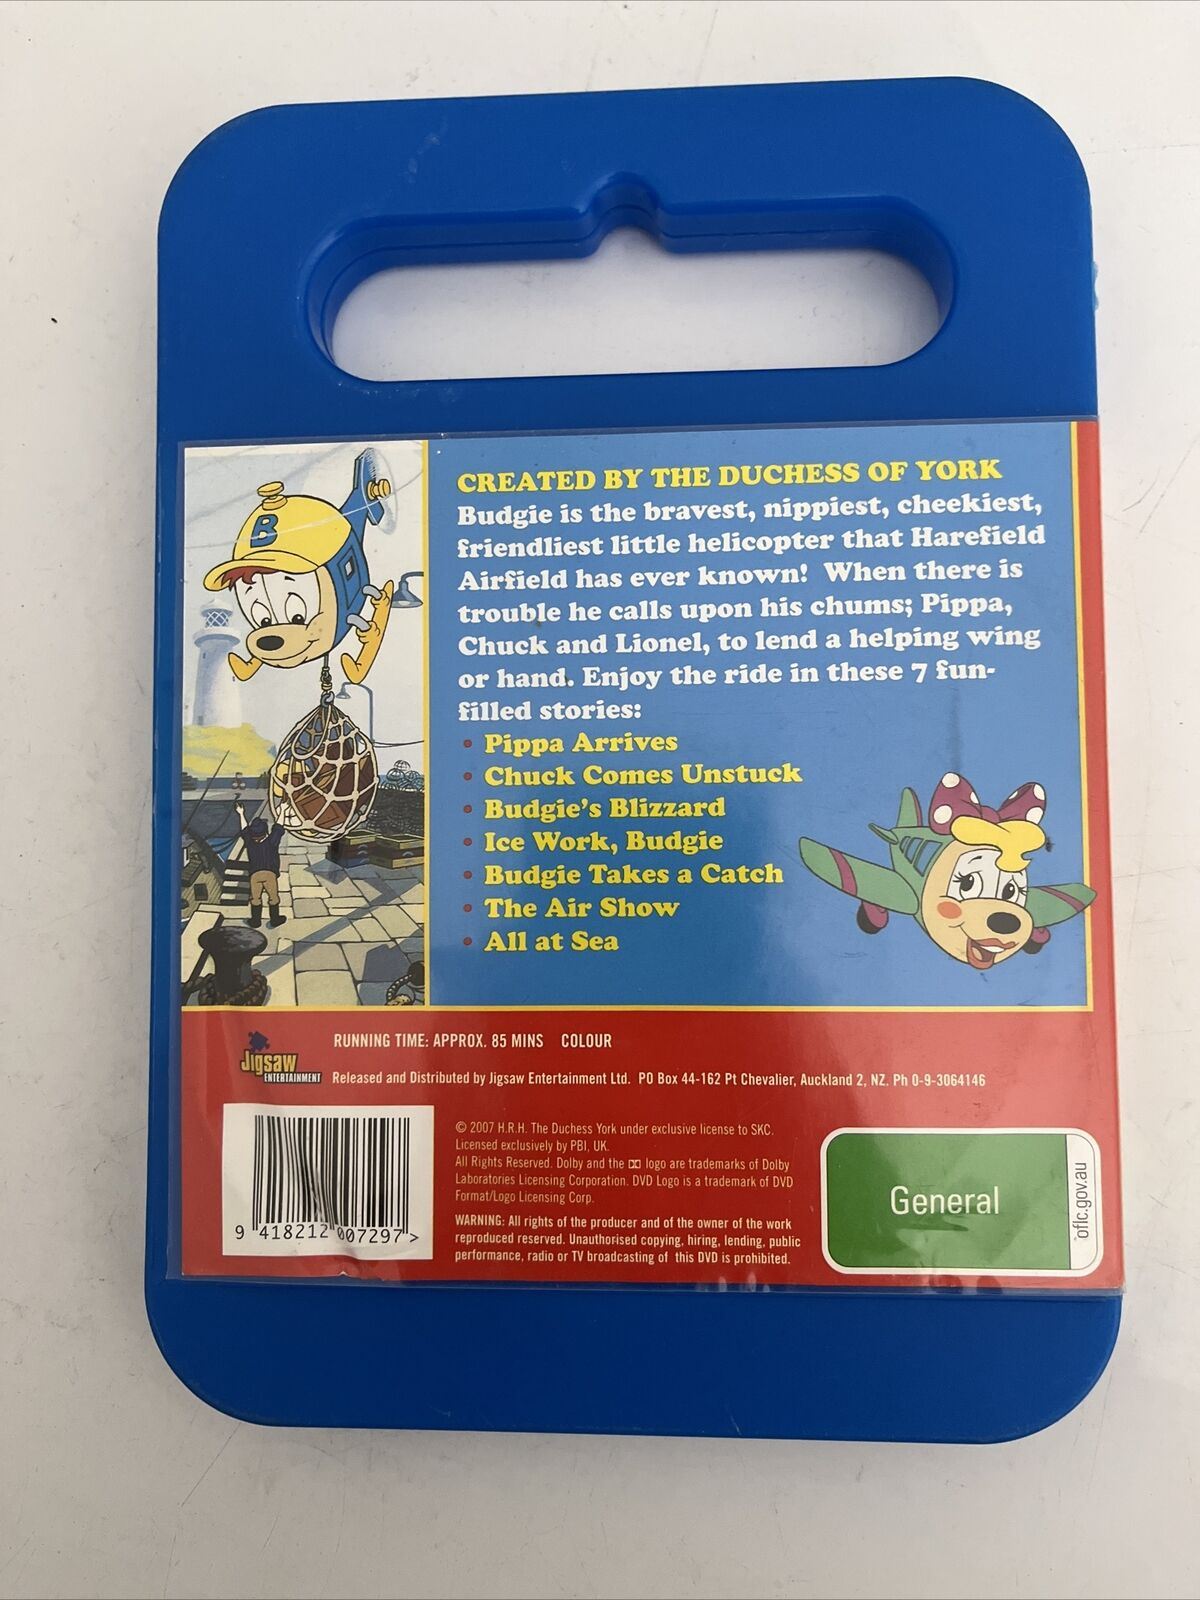 B
CREATED BY THE DUCHESS OF YORK
Budgie is the bravest, nippiest, cheekiest,
friendliest little helicopter that Harefield
Airfield has ever known! When there is
trouble he calls upon his chums; Pippa,
Chuck and Lionel, to lend a helping wing
or hand. Enjoy the ride in these 7 fun-
filled stories:
• Pippa Arrives
• Chuck Comes Unstuck
• Budgie's Blizzard
• Ice Work, Budgie
• Budgie Takes a Catch
• The Air Show
• All at Sea
Jigsaw
ENTERTAINMENT
RUNNING TIME: APPROX. 85 MINS COLOUR
Released and Distributed by Jigsaw Entertainment Ltd. PO Box 44-162 Pt Chevalier, Auckland 2, NZ. Ph 0-9-3064146
© 2007 H.R.H. The Duchess York under exclusive license to SKC.
Licensed exclusively by PBI, UK.
All Rights Reserved. Dolby and the logo are trademarks of Dolby
Laboratories Licensing Corporation. DVD Logo is a trademark of DVD
Format/Logo Licensing Corp.
WARNING: All rights of the producer and of the owner of the work
reproduced reserved. Unauthorised copying, hiring, lending, public
performance, radio or TV broadcasting of this DVD is prohibited.
9 418212 007297 >
General
oflc.gov.au